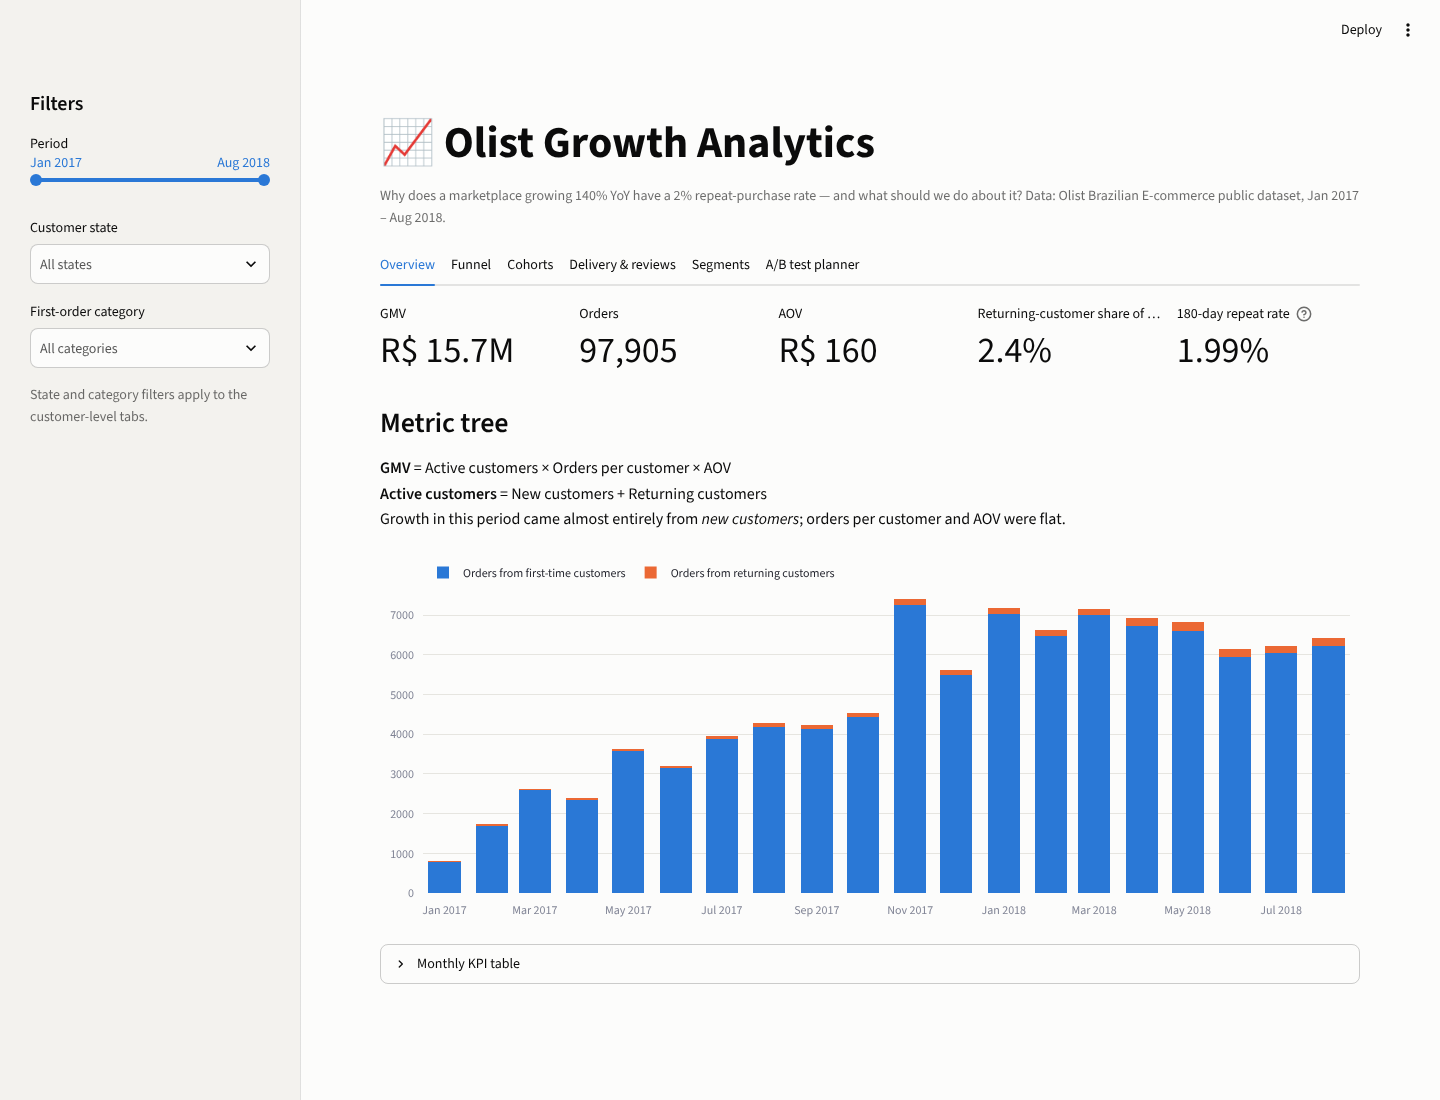 Deploy
Filters
Period
Jan 2017 Aug 2018
Customer state
All states
First-order category
All categories
State and category filters apply to the
customer-level tabs.
Olist Growth Analytics
Why does a marketplace growing 140% YoY have a 2% repeat-purchase rate — and what should we do about it? Data: Olist Brazilian E-commerce public dataset, Jan 2017
– Aug 2018.
Overview Funnel Cohorts Delivery & reviews Segments A/B test planner
GMV Orders AOV Returning-customer share of … 180-day repeat rate
R$ 15.7M 97,905 R$ 160 2.4% 1.99%
Metric tree
GMV = Active customers × Orders per customer × AOV
Active customers = New customers + Returning customers
Growth in this period came almost entirely from new customers; orders per customer and AOV were flat.
Orders from first-time customers Orders from returning customers
7000
6000
5000
4000
3000
2000
1000
0
Jan 2017 Mar 2017 May 2017 Jul 2017 Sep 2017 Nov 2017 Jan 2018 Mar 2018 May 2018 Jul 2018
Monthly KPI table